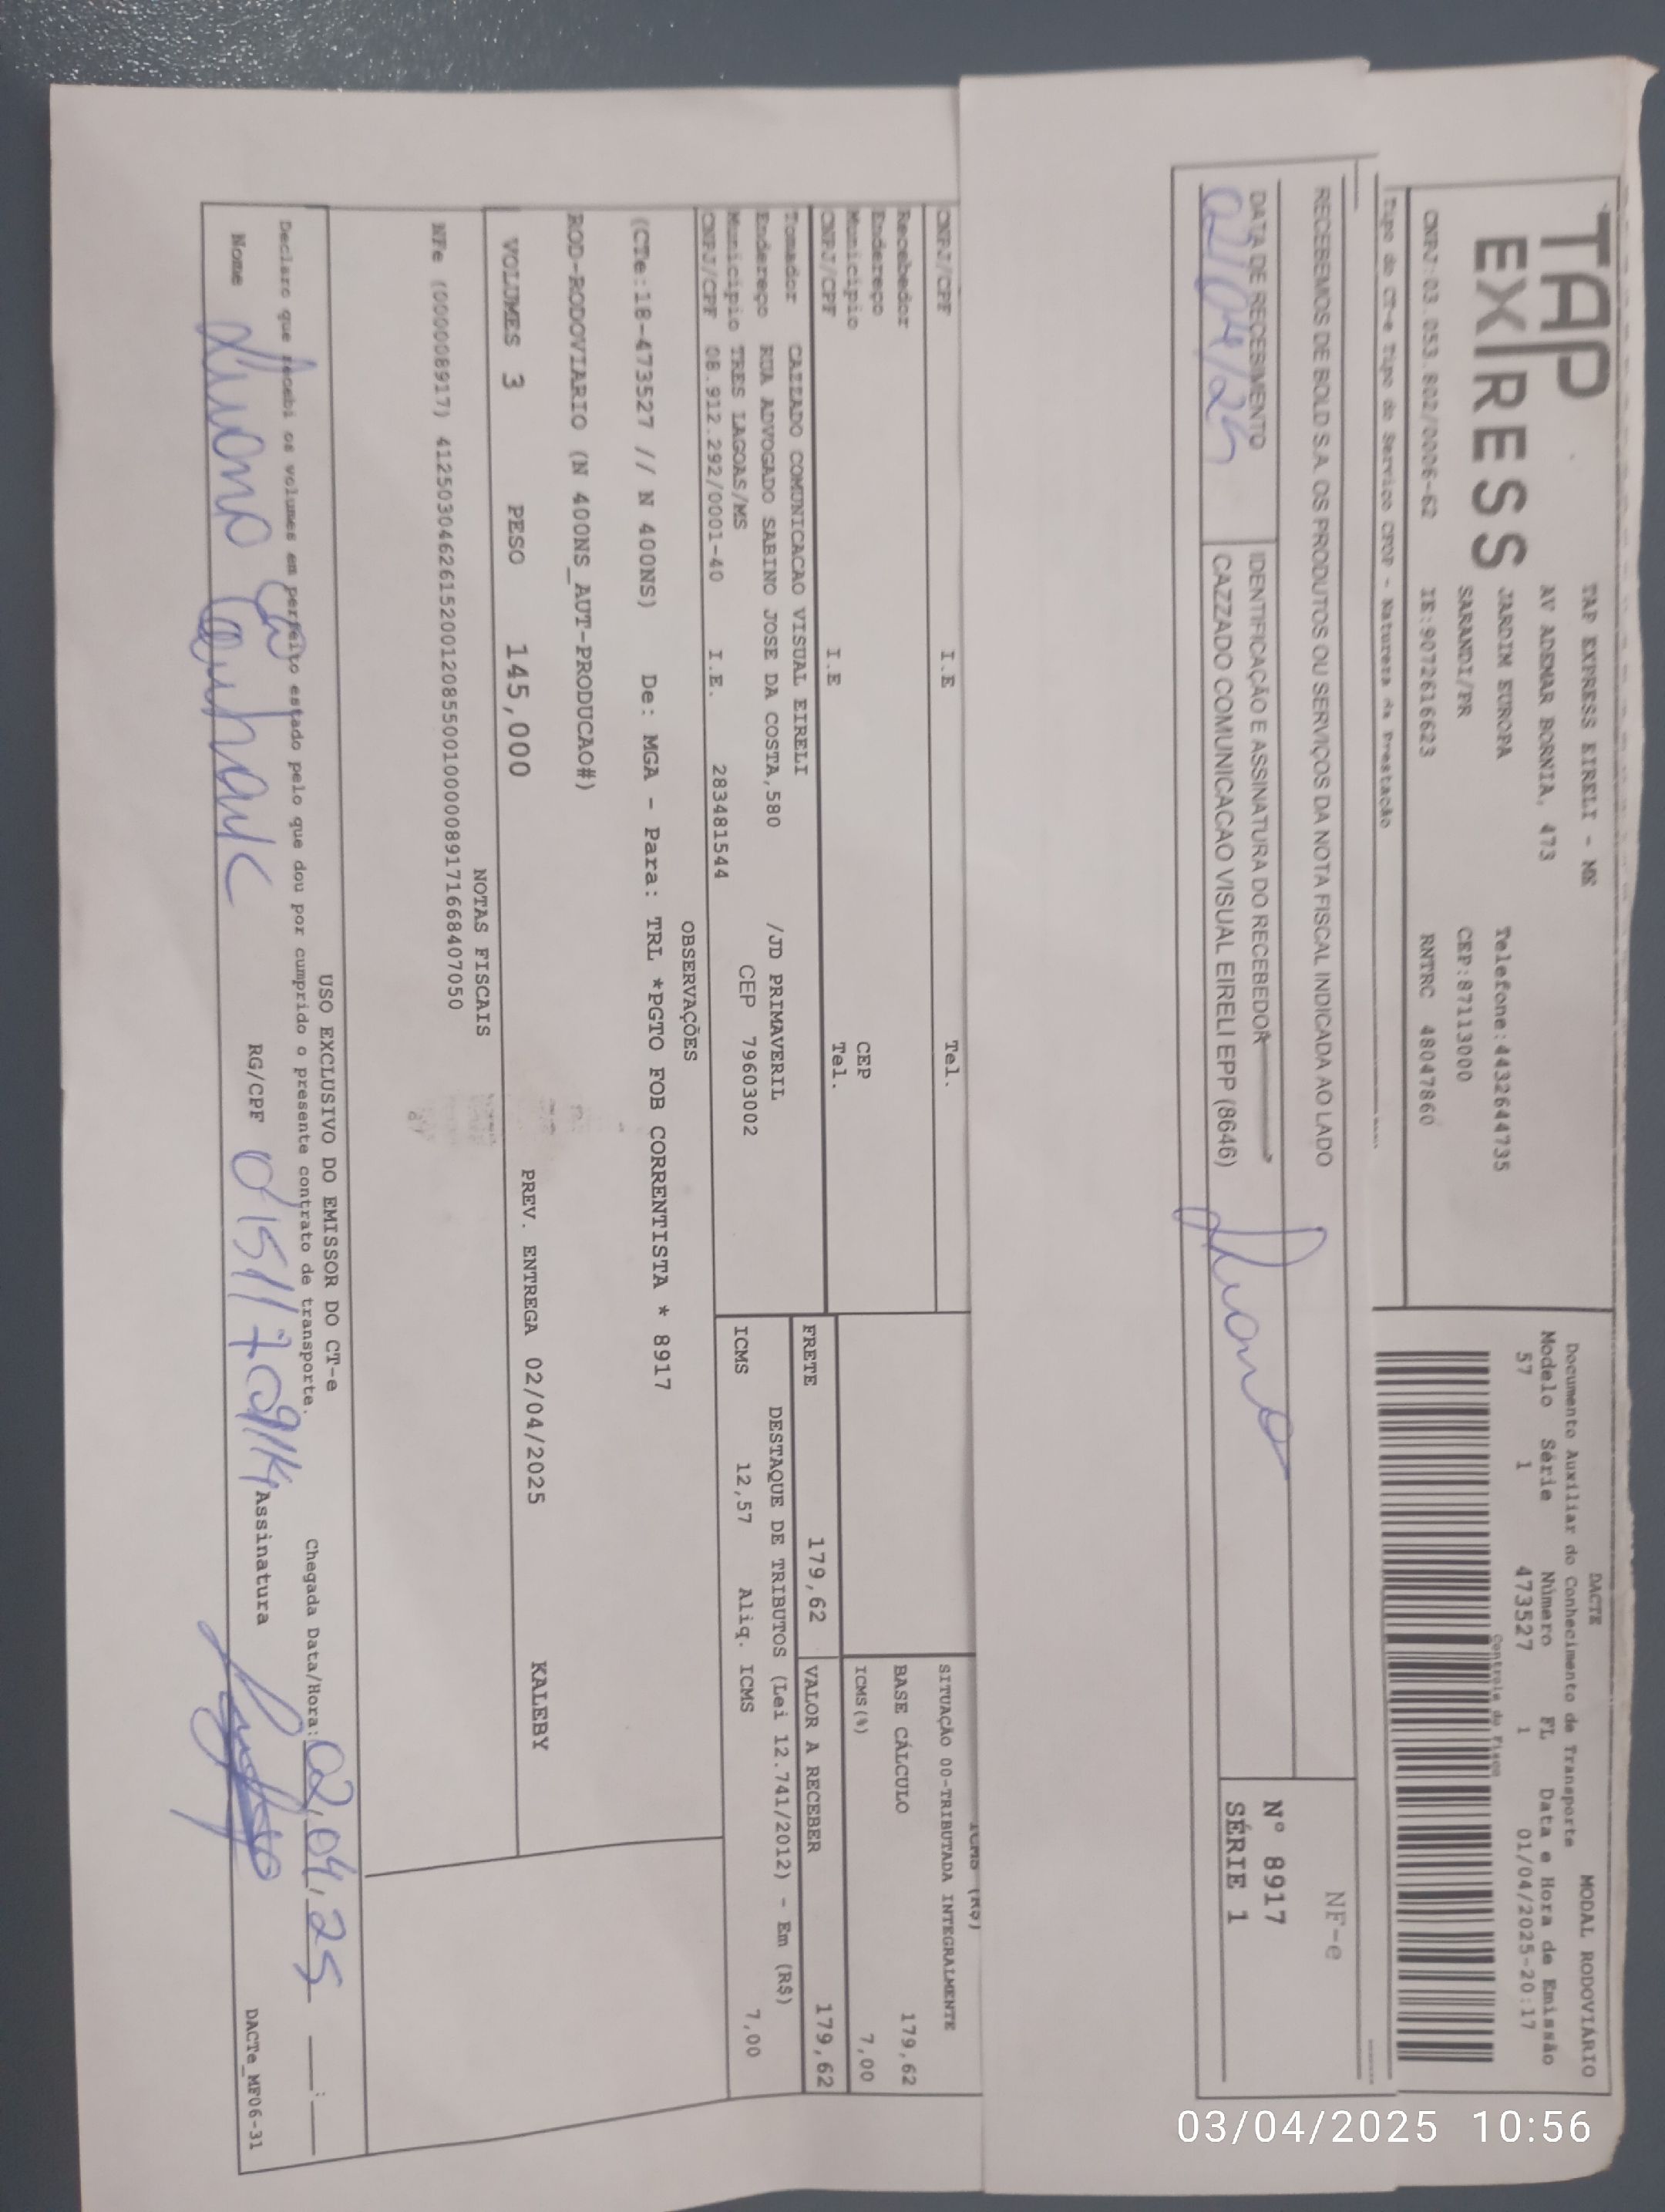 TAP EXPRESS
TAP EXPRESS EIRELI - ME
AV ADEMAR BORNIA, 473
JARDIM EUROPA Telefone:4432644735
SARANDI/PR CEP:87113000
CNPJ:03.053.802/0006-62 IE:9072616623 RNTRC 48047860
Tipo do CT-e Tipo do Serviço CFOP - Natureza da Prestação
DACTE MODAL RODOVIÁRIO
Documento Auxiliar do Conhecimento de Transporte
Modelo Série Número FL Data e Hora de Emissão
57 1 473527 1 01/04/2025-20:17
Controle do Fisco
RECEBEMOS DE BOLD S.A. OS PRODUTOS OU SERVIÇOS DA NOTA FISCAL INDICADA AO LADO
NF-e
DATA DE RECEBIMENTO IDENTIFICAÇÃO E ASSINATURA DO RECEBEDOR
Nº 8917
02/04/25 CAZZADO COMUNICACAO VISUAL EIRELI EPP (8646)
SÉRIE 1
ICMS (R$)
CNPJ/CPF I.E Tel.
SITUAÇÃO 00-TRIBUTADA INTEGRALMENTE
Recebedor
BASE CÁLCULO 179,62
Endereço
Município CEP
ICMS(%) 7,00
CNPJ/CPF I.E Tel.
FRETE 179,62 VALOR A RECEBER 179,62
Tomador CAZZADO COMUNICACAO VISUAL EIRELI
Endereço RUA ADVOGADO SABINO JOSE DA COSTA,580 /JD PRIMAVERIL
DESTAQUE DE TRIBUTOS (Lei 12.741/2012) - Em (R$)
Município TRES LAGOAS/MS CEP 79603002
ICMS 12,57 Aliq. ICMS 7,00
CNPJ/CPF 08.912.292/0001-40 I.E. 283481544
OBSERVAÇÕES
(CTe:18-473527 // N 400NS) De: MGA - Para: TRL *PGTO FOB CORRENTISTA * 8917
ROD-RODOVIARIO (N 400NS_AUT-PRODUCAO#)
VOLUMES 3 PESO 145,000 PREV. ENTREGA 02/04/2025 KALEBY
NOTAS FISCAIS
NFe (000008917) 41250304626152001208550010000089171668407050
USO EXCLUSIVO DO EMISSOR DO CT-e
Declaro que recebi os volumes em perfeito estado pelo que dou por cumprido o presente contrato de transporte. Chegada Data/Hora: 02/04/25 __:__
Nome RG/CPF Assinatura
DACTe_MF06-31
03/04/2025 10:56